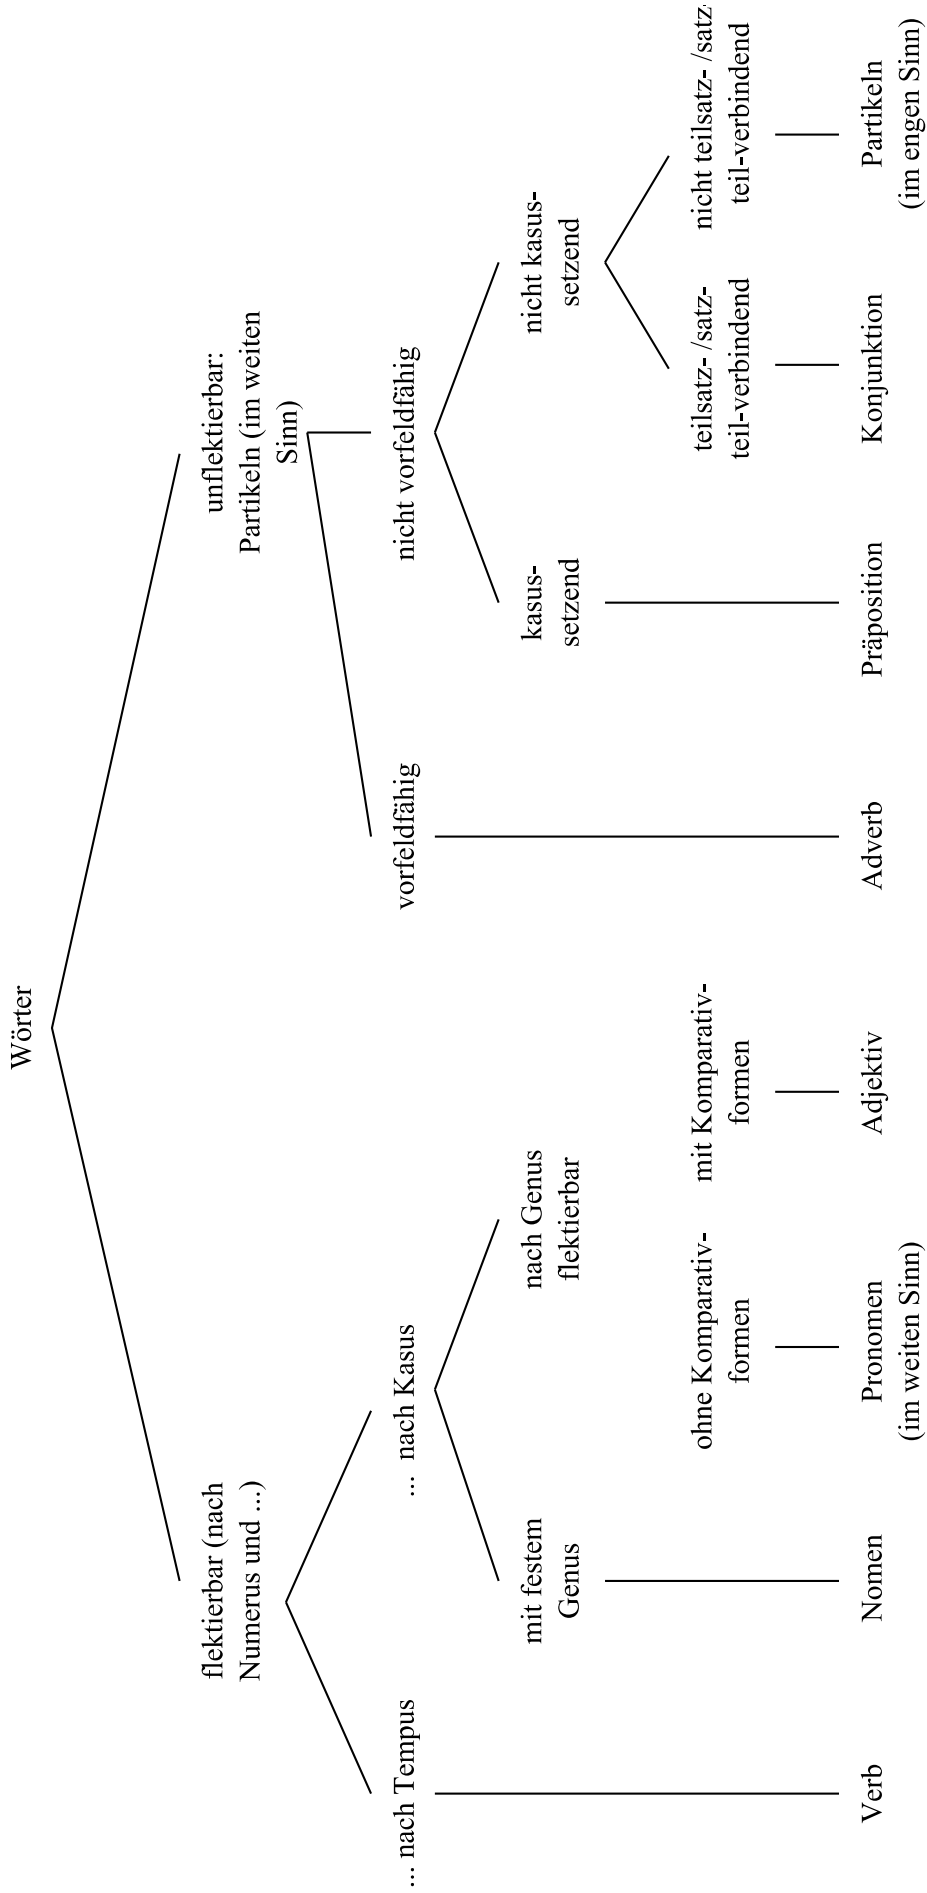 Wörter
flektierbar (nach
Numerus und ...)
unflektierbar:
Partikeln (im weiten
Sinn)
... nach Tempus
... nach Kasus
vorfeldfähig
nicht vorfeldfähig
mit festem
Genus
nach Genus
flektierbar
kasus-
setzend
nicht kasus-
setzend
ohne Komparativ-
formen
mit Komparativ-
formen
teilsatz- /satz-
teil-verbindend
nicht teilsatz- /satz-
teil-verbindend
Verb
Nomen
Pronomen
(im weiten Sinn)
Adjektiv
Adverb
Präposition
Konjunktion
Partikeln
(im engen Sinn)